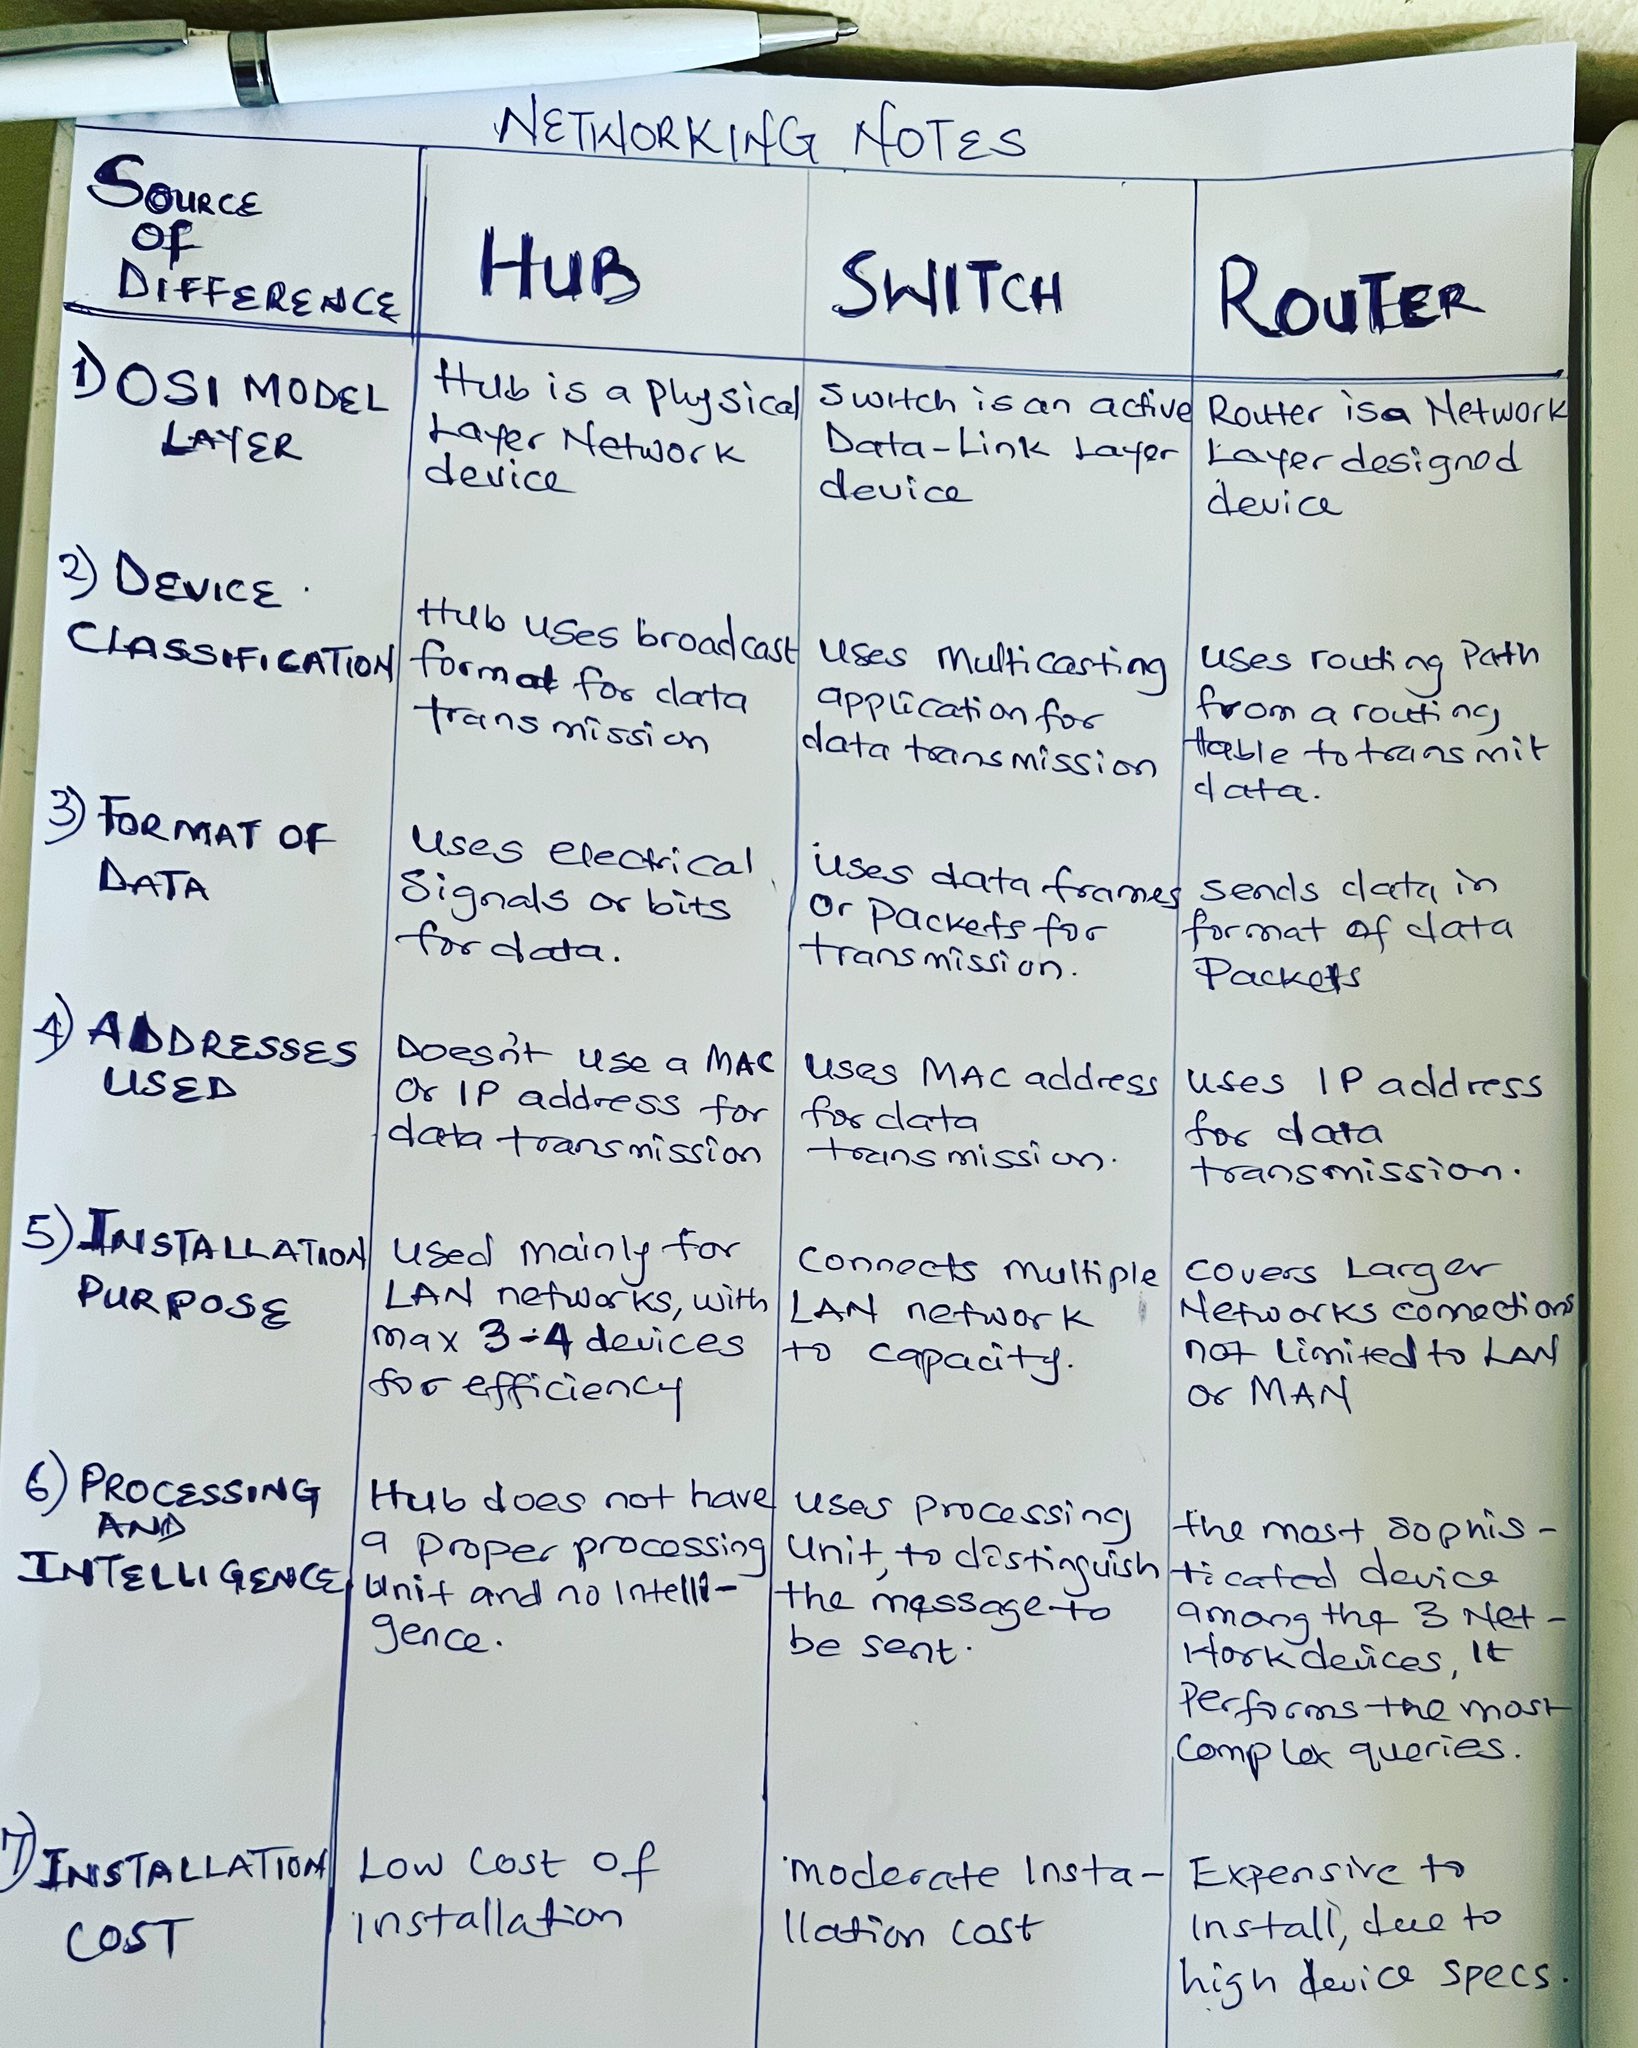 NETWORKING NOTES
SOURCE
OF
DIFFERENCE
HUB
SWITCH
ROUTER
1) OSI MODEL
LAYER
Hub is a physical
Layer Network
device
Switch is an active
Data-Link Layer
device
Router is a Network
Layer designed
device
2) DEVICE
CLASSIFICATION
Hub uses broadcast
format for data
transmission
uses multicasting
application for
data transmission
uses routing path
from a routing
table to transmit
data.
3) FORMAT OF
DATA
uses electrical
signals or bits
for data.
uses data frames
or packets for
transmission.
sends data in
format of data
Packets
4) ADDRESSES
USED
Doesn't use a MAC
or IP address for
data transmission
uses MAC address
for data
transmission.
uses IP address
for data
transmission.
5) INSTALLATION
PURPOSE
used mainly for
LAN networks, with
max 3-4 devices
for efficiency
connects multiple
LAN network
to capacity.
covers Larger
Networks connections
not limited to LAN
or MAN
6) PROCESSING
AND
INTELLIGENCE
Hub does not have
a proper processing
Unit and no intelli-
gence.
uses processing
unit, to distinguish
the message to
be sent.
the most sophis-
ticated device
among the 3 Net-
work devices, It
performs the most
complex queries.
7) INSTALLATION
COST
Low cost of
installation
moderate Insta-
llation cost
Expensive to
install, due to
high device specs.